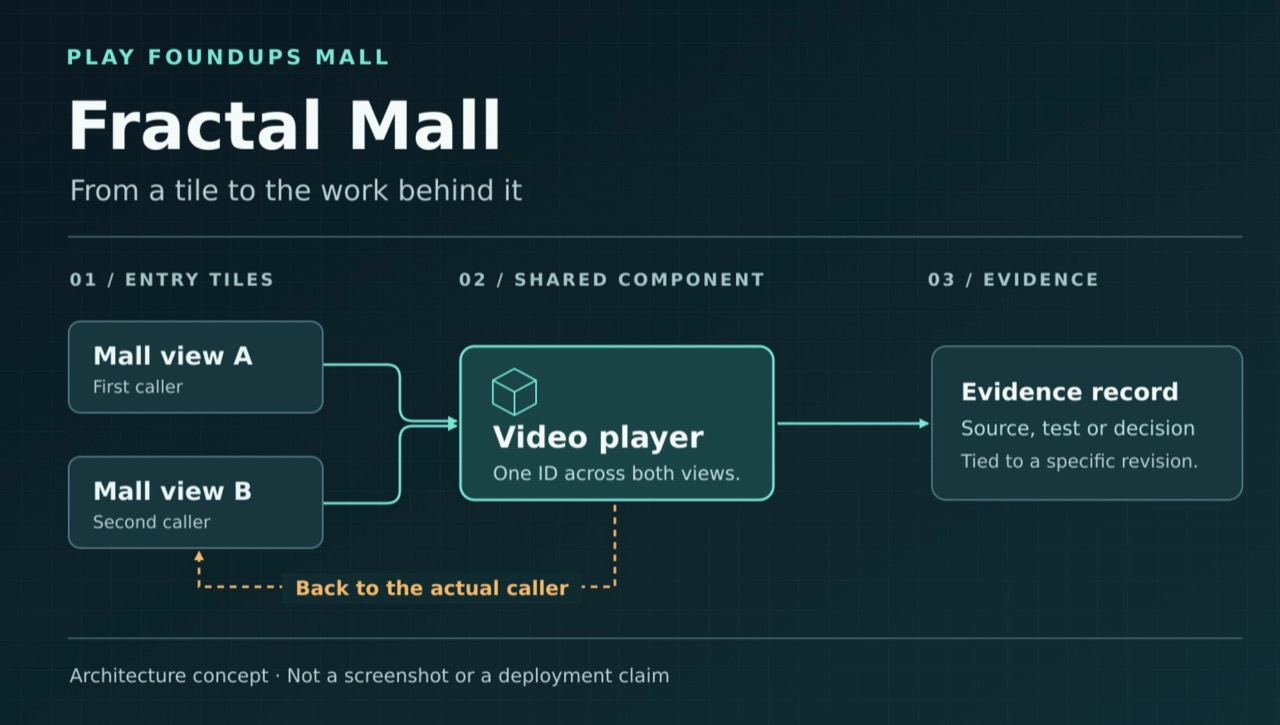 PLAY FOUNDUPS MALL
Fractal Mall
From a tile to the work behind it
01 / ENTRY TILES
02 / SHARED COMPONENT
03 / EVIDENCE
Mall view A
First caller
Mall view B
Second caller
Video player
One ID across both views.
Evidence record
Source, test or decision
Tied to a specific revision.
Back to the actual caller
Architecture concept · Not a screenshot or a deployment claim